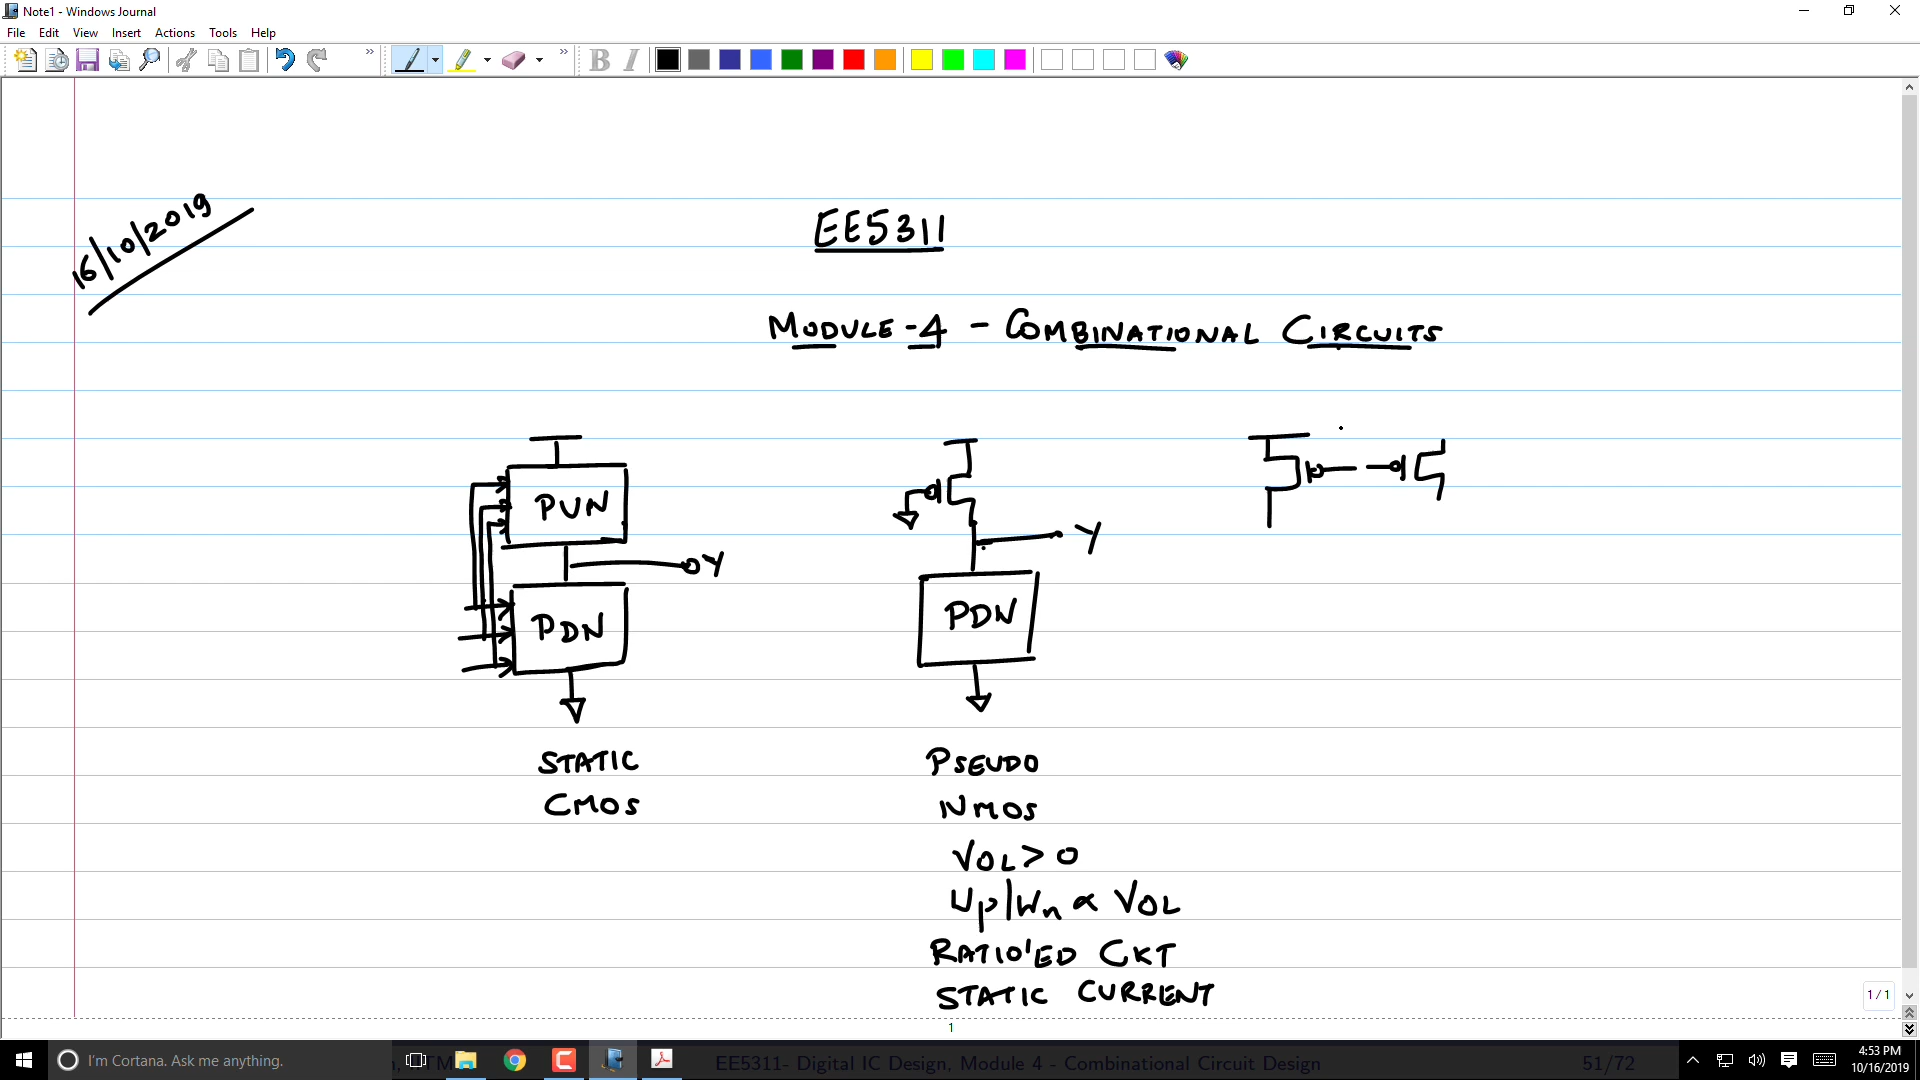 Note1 - Windows Journal
File Edit View Insert Actions Tools Help
B I
16/10/2019
EE5311
MODULE-4 - COMBINATIONAL CIRCUITS
PUN
Y
PDN
Y
PDN
STATIC
CMOS
PSEUDO
NMOS
VOL > 0
Wp/Wn ∝ VOL
RATIO'ED CKT
STATIC CURRENT
1 / 1
1
I'm Cortana. Ask me anything.
EE5311- Digital IC Design, Module 4 - Combinational Circuit Design
51/72
4:53 PM
10/16/2019